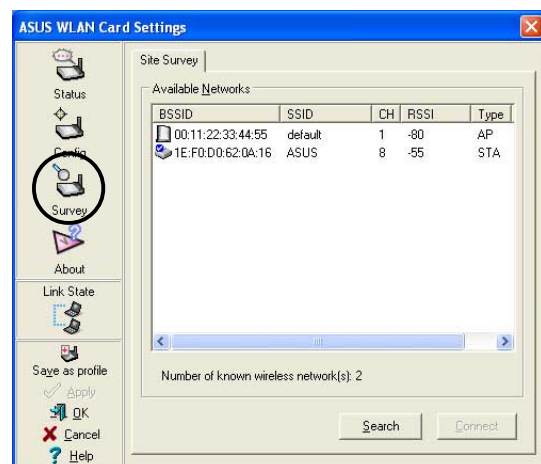 ASUS WLAN Card Settings
Status
Config
Survey
About
Link State
Save as profile
Apply
OK
Cancel
Help
Site Survey
Available Networks
BSSID SSID CH RSSI Type
00:11:22:33:44:55 default 1 -80 AP
1E:F0:D0:62:0A:16 ASUS 8 -55 STA
Number of known wireless network(s): 2
Search Connect